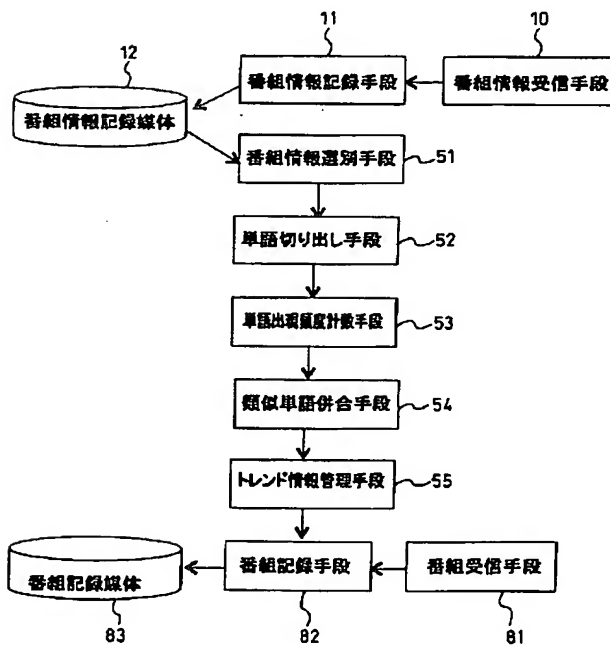 12
11
10
番組情報記録手段
番組情報受信手段
番組情報記録媒体
番組情報選別手段
51
単語切り出し手段
52
単語出現頻度計数手段
53
類似単語併合手段
54
トレンド情報管理手段
55
番組記録媒体
番組記録手段
番組受信手段
83
82
81